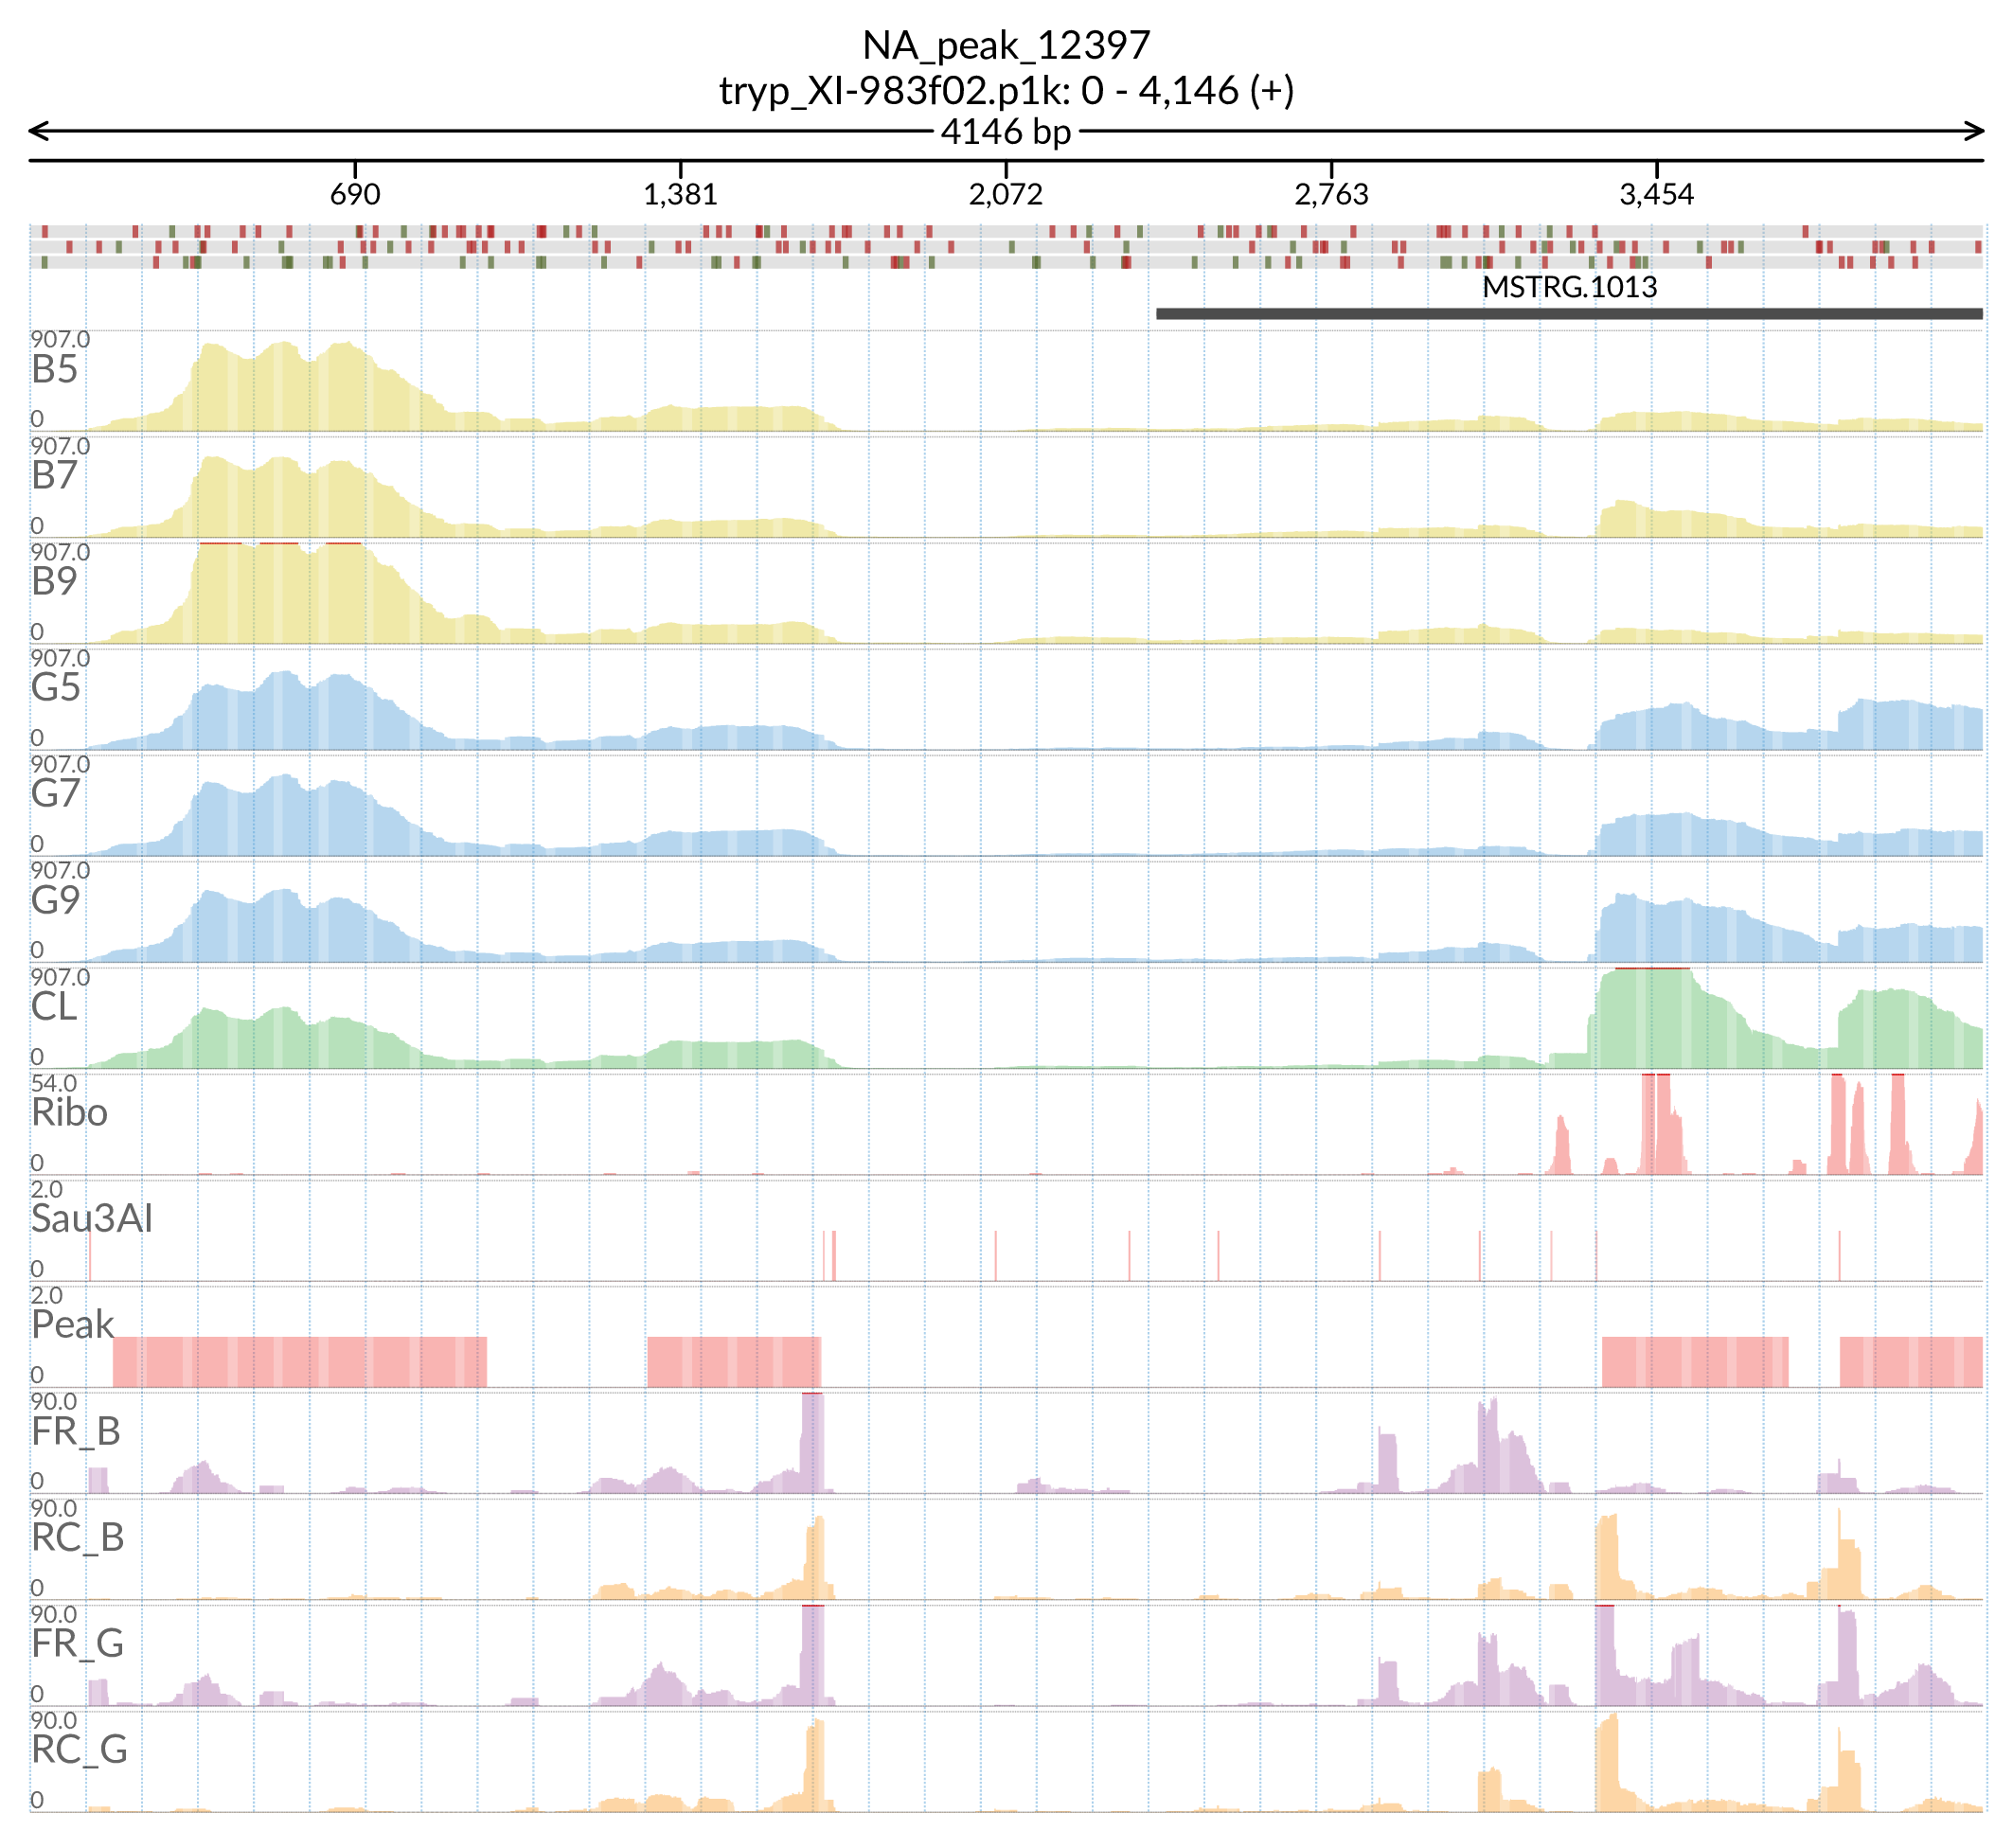 NA_peak_12397
tryp_XI-983f02.p1k: 0 - 4,146 (+)
4146 bp
690 1,381 2,072 2,763 3,454
MSTRG.1013
907.0
B5
0
907.0
B7
0
907.0
B9
0
907.0
G5
0
907.0
G7
0
907.0
G9
0
907.0
CL
0
54.0
Ribo
0
2.0
Sau3AI
0
2.0
Peak
0
90.0
FR_B
0
90.0
RC_B
0
90.0
FR_G
0
90.0
RC_G
0